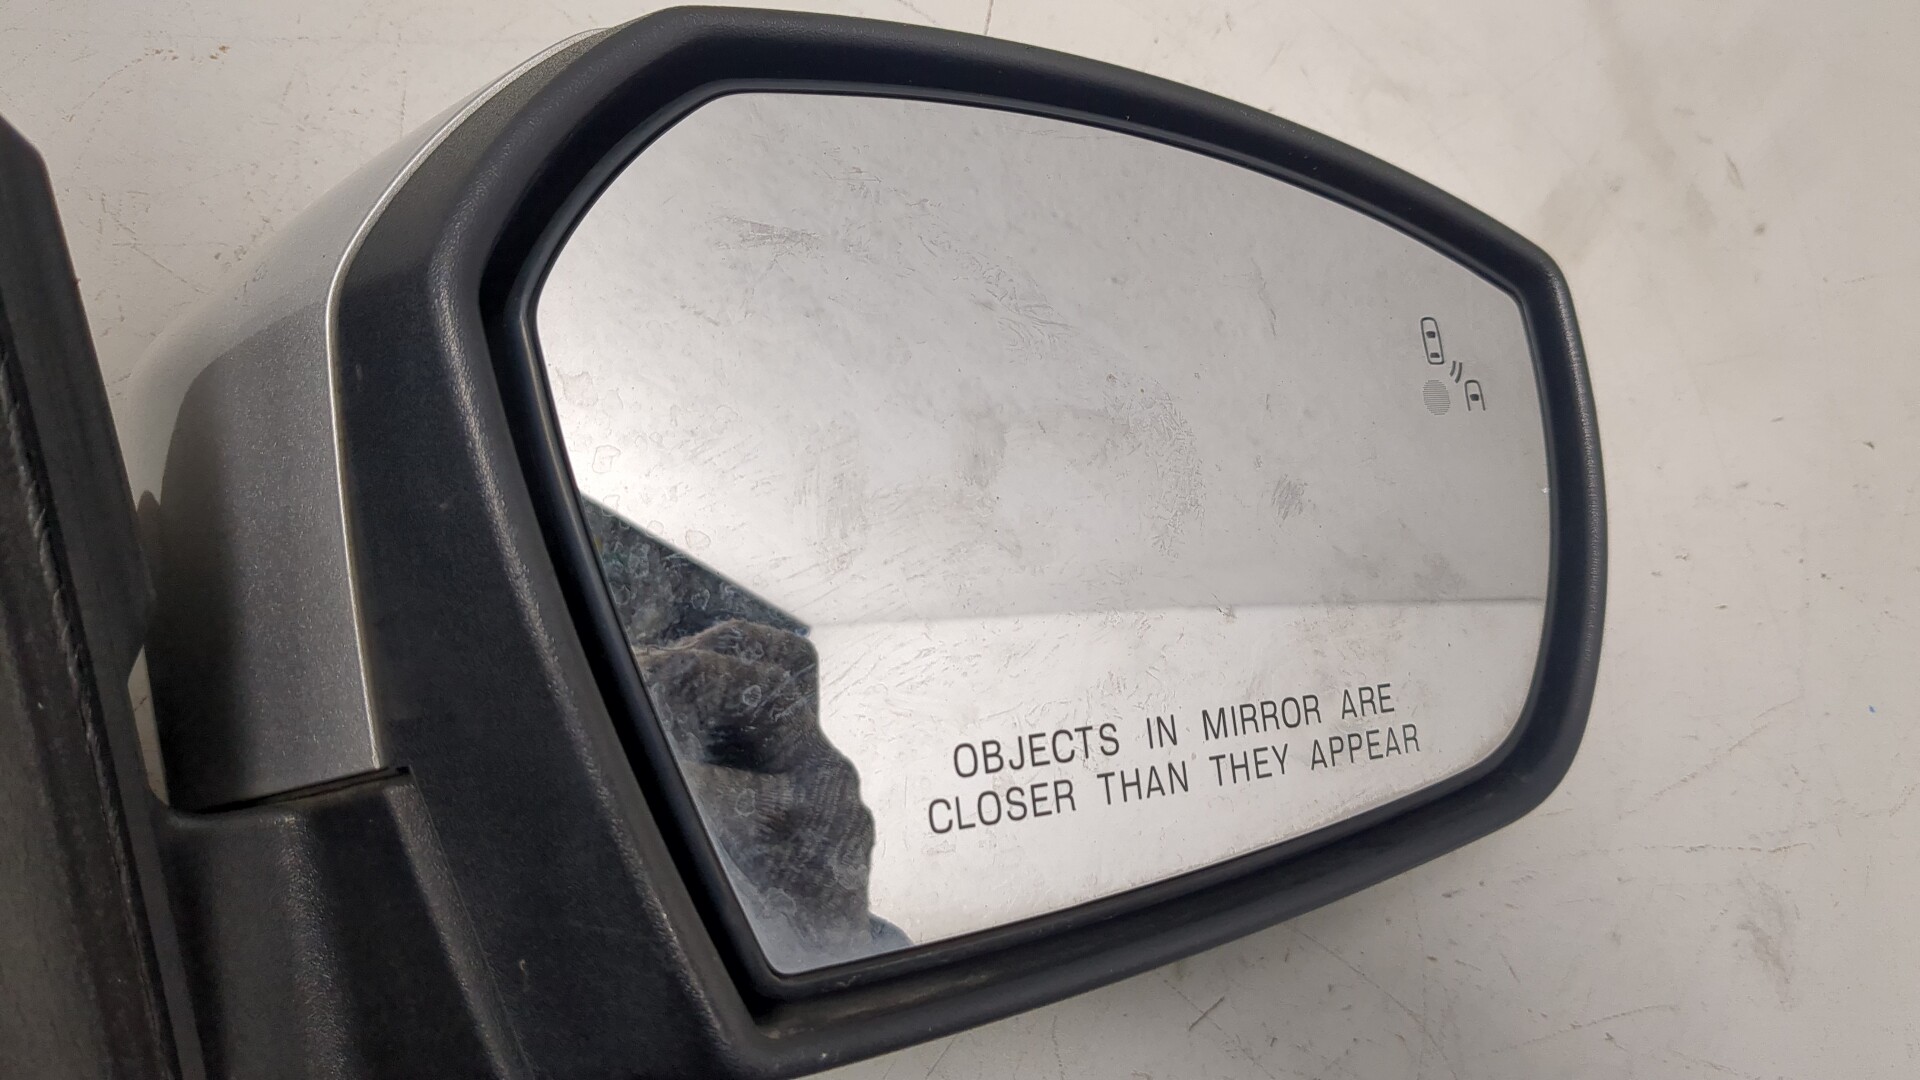 OBJECTS IN MIRROR ARE
CLOSER THAN THEY APPEAR